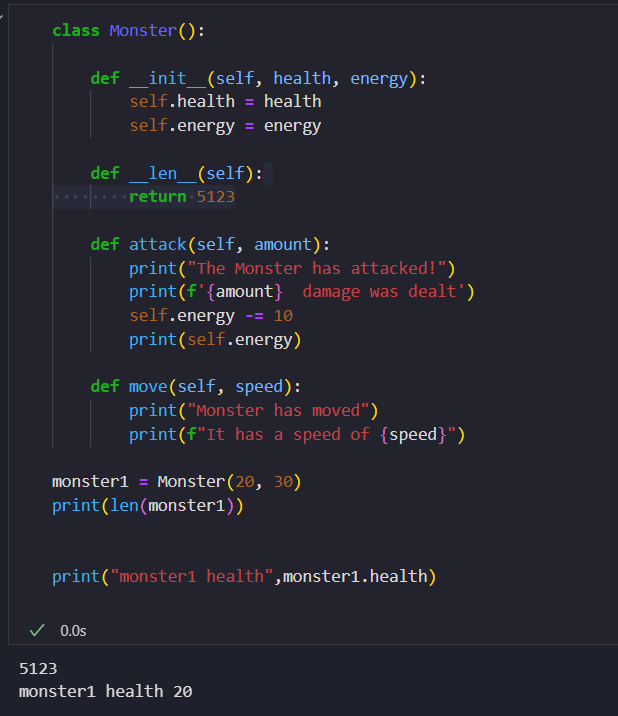 class Monster():
def __init__(self, health, energy):
self.health = health
self.energy = energy
def __len__(self):
return 5123
def attack(self, amount):
print("The Monster has attacked!")
print(f'{amount}  damage was dealt')
self.energy -= 10
print(self.energy)
def move(self, speed):
print("Monster has moved")
print(f"It has a speed of {speed}")
monster1 = Monster(20, 30)
print(len(monster1))
print("monster1 health",monster1.health)
0.0s
5123
monster1 health 20